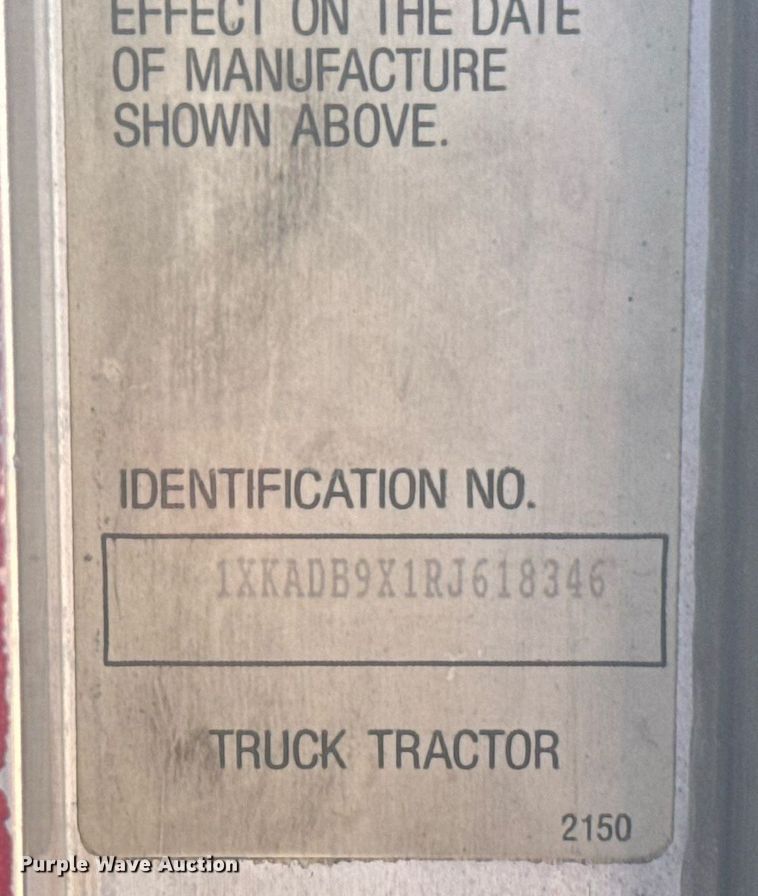 EFFECT ON THE DATE
OF MANUFACTURE
SHOWN ABOVE.
IDENTIFICATION NO.
1XKADB9X1RJ618346
TRUCK TRACTOR
2150
Purple Wave Auction